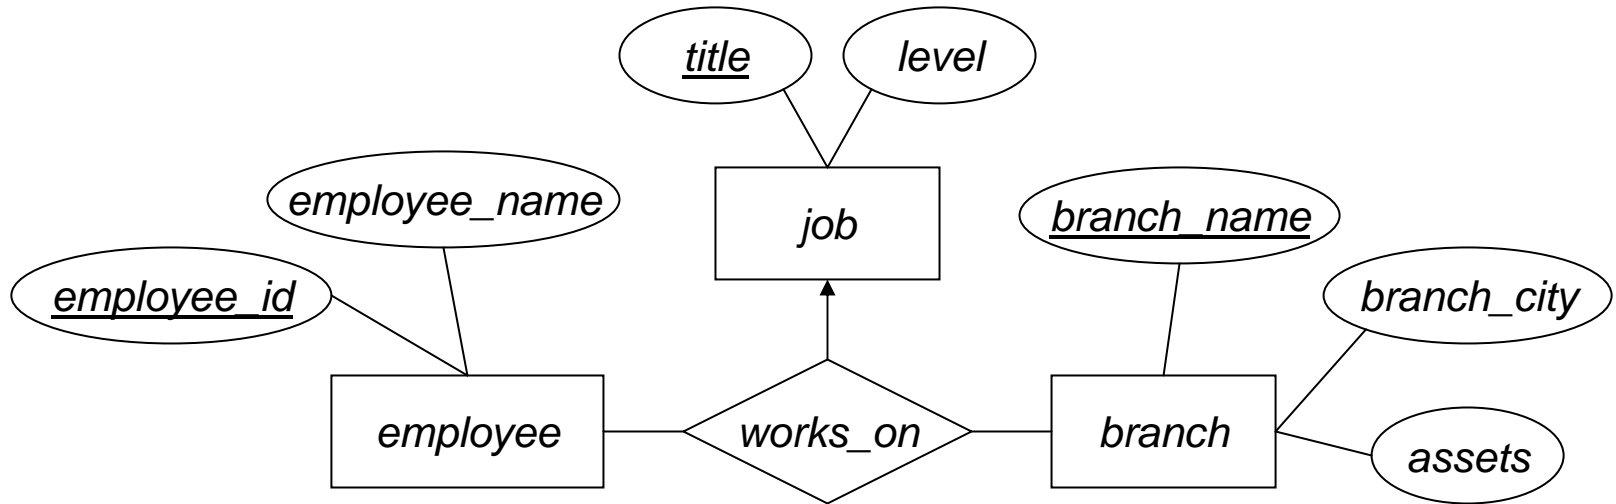 title
level
employee_name
job
branch_name
employee_id
branch_city
employee
works_on
branch
assets